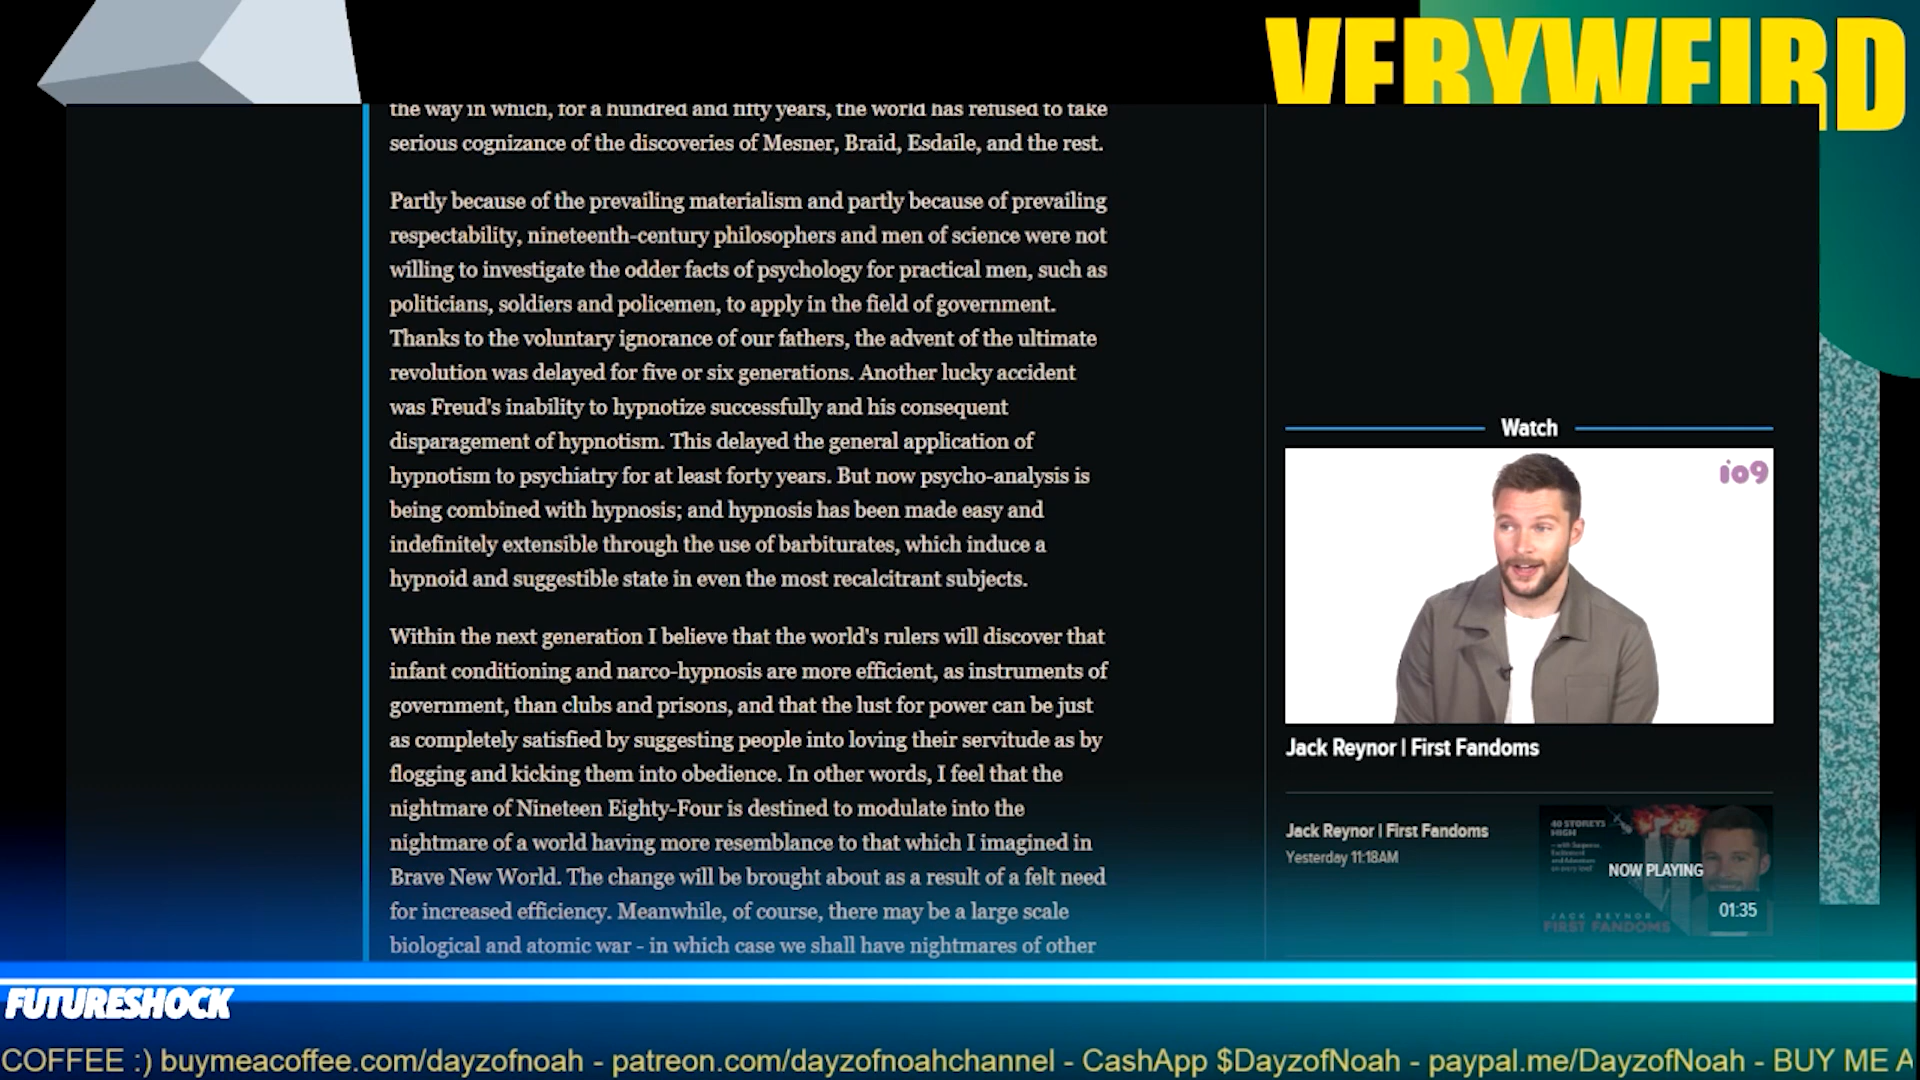 VERYWEIRD
the way in which, for a hundred and fifty years, the world has refused to take
serious cognizance of the discoveries of Mesner, Braid, Esdaile, and the rest.
Partly because of the prevailing materialism and partly because of prevailing
respectability, nineteenth-century philosophers and men of science were not
willing to investigate the odder facts of psychology for practical men, such as
politicians, soldiers and policemen, to apply in the field of government.
Thanks to the voluntary ignorance of our fathers, the advent of the ultimate
revolution was delayed for five or six generations. Another lucky accident
was Freud's inability to hypnotize successfully and his consequent
disparagement of hypnotism. This delayed the general application of
hypnotism to psychiatry for at least forty years. But now psycho-analysis is
being combined with hypnosis; and hypnosis has been made easy and
indefinitely extensible through the use of barbiturates, which induce a
hypnoid and suggestible state in even the most recalcitrant subjects.
Within the next generation I believe that the world's rulers will discover that
infant conditioning and narco-hypnosis are more efficient, as instruments of
government, than clubs and prisons, and that the lust for power can be just
as completely satisfied by suggesting people into loving their servitude as by
flogging and kicking them into obedience. In other words, I feel that the
nightmare of Nineteen Eighty-Four is destined to modulate into the
nightmare of a world having more resemblance to that which I imagined in
Brave New World. The change will be brought about as a result of a felt need
for increased efficiency. Meanwhile, of course, there may be a large scale
biological and atomic war - in which case we shall have nightmares of other
Watch
io9
Jack Reynor | First Fandoms
Jack Reynor | First Fandoms
Yesterday 11:18AM
40 STOREYS
HIGH
NOW PLAYING
01:35
JACK REYNOR
FIRST FANDOMS
FUTURESHOCK
COFFEE :) buymeacoffee.com/dayzofnoah - patreon.com/dayzofnoahchannel - CashApp $DayzofNoah - paypal.me/DayzofNoah - BUY ME A